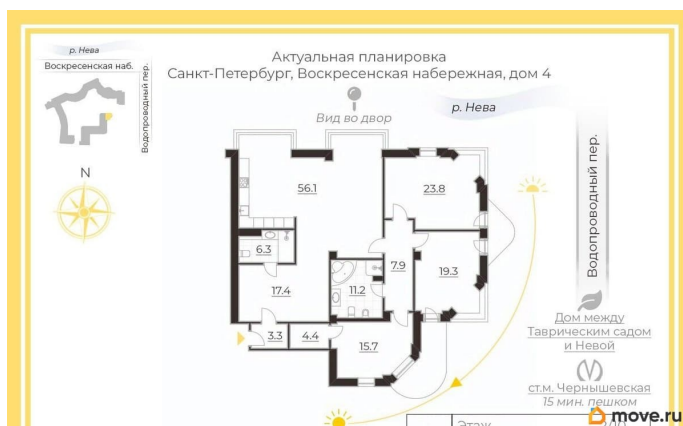 р. Нева
Воскресенская наб.
Водопроводный пер.
N
Актуальная планировка
Санкт-Петербург, Воскресенская набережная, дом 4
Вид во двор
р. Нева
56.1
23.8
6.3
7.9
19.3
17.4
11.2
3.3
4.4
15.7
Водопроводный пер.
Дом между
Таврическим садом
и Невой
ст.м. Чернышевская
15 мин. пешком
Этаж
move.ru